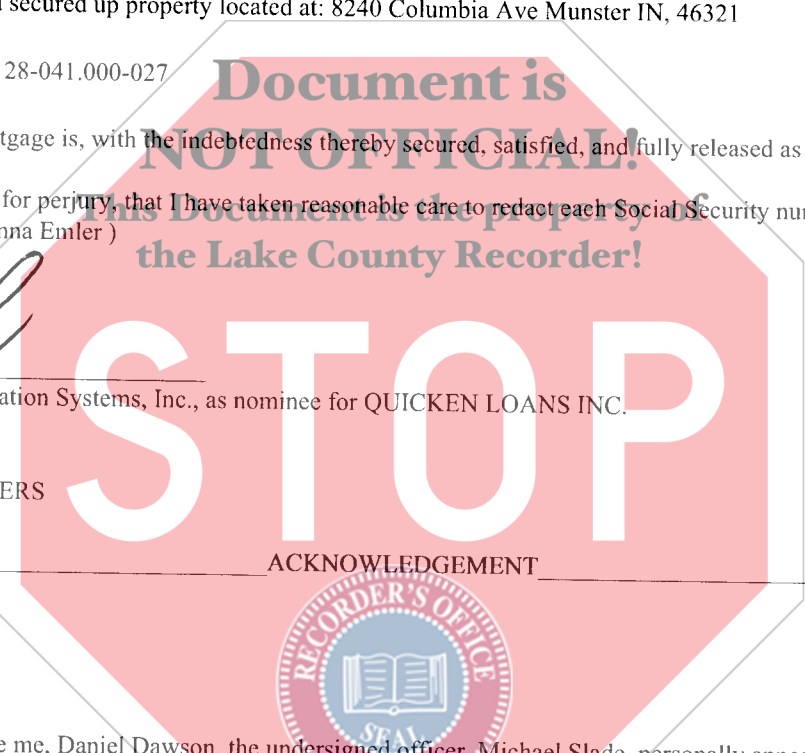 secured up property located at: 8240 Columbia Ave Munster IN, 46321
28-041.000-027
Document is
tgage is, with the indebtedness thereby secured, satisfied, and fully released as
NOT OFFICIAL!
for perjury, that I have taken reasonable care to redact each Social Security nu
This Document is the property of
nna Emler )
the Lake County Recorder!
STOP
ation Systems, Inc., as nominee for QUICKEN LOANS INC.
ERS
ACKNOWLEDGEMENT
RECORDER'S OFFICE
SEAL
e me, Daniel Dawson, the undersigned officer, Michael Slade, personally